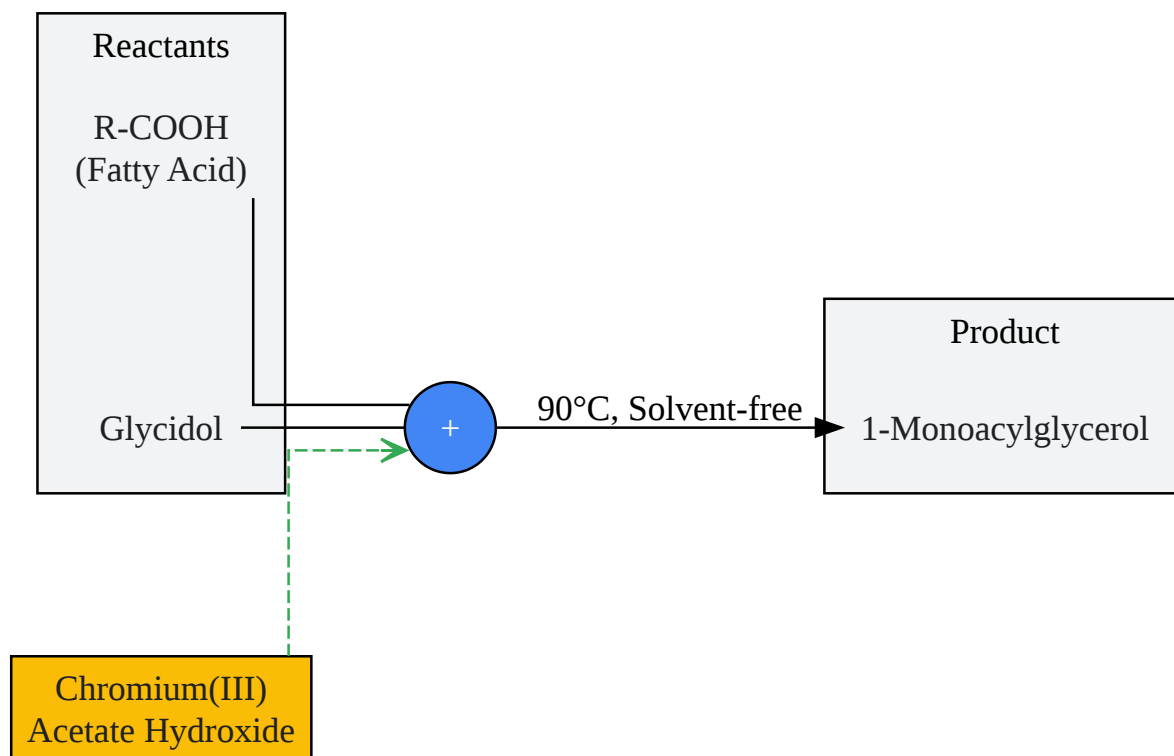 Reactants
R-COOH
(Fatty Acid)
Glycidol
+
90°C, Solvent-free
Product
1-Monoacylglycerol
Chromium(III)
Acetate Hydroxide